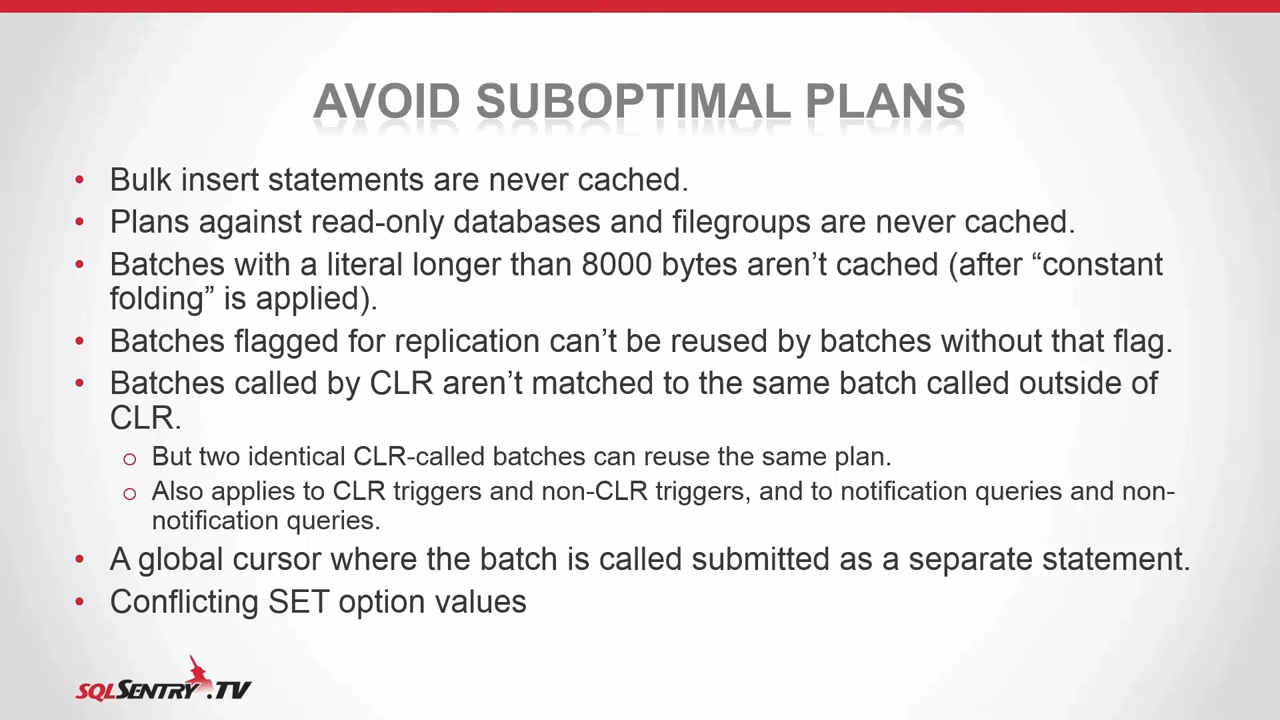 AVOID SUBOPTIMAL PLANS
• Bulk insert statements are never cached.
• Plans against read-only databases and filegroups are never cached.
• Batches with a literal longer than 8000 bytes aren’t cached (after “constant
folding” is applied).
• Batches flagged for replication can’t be reused by batches without that flag.
• Batches called by CLR aren’t matched to the same batch called outside of
CLR.
o But two identical CLR-called batches can reuse the same plan.
o Also applies to CLR triggers and non-CLR triggers, and to notification queries and non-
notification queries.
• A global cursor where the batch is called submitted as a separate statement.
• Conflicting SET option values
SQLSENTRY.TV